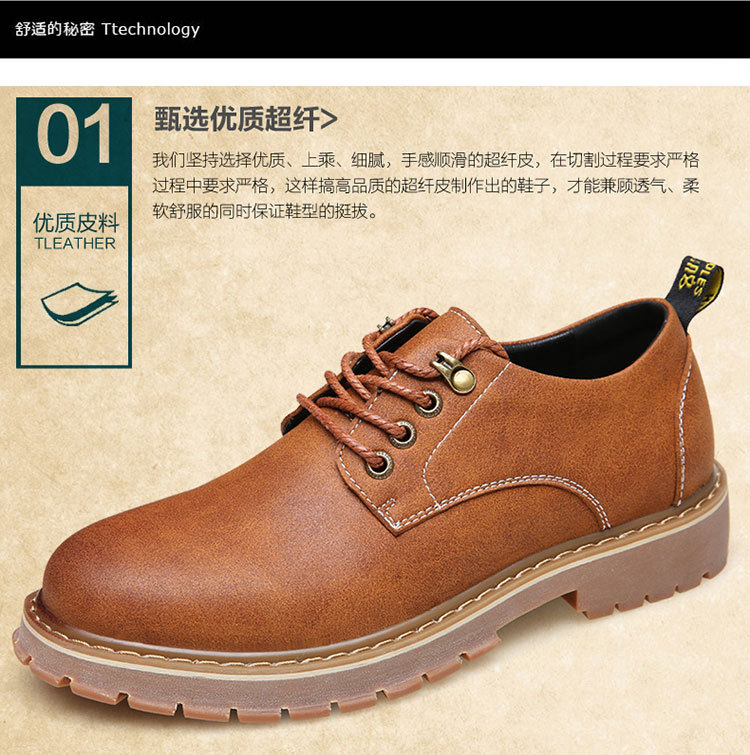 舒适的秘密 Ttechnology
01
甄选优质超纤>
我们坚持选择优质、上乘、细腻，手感顺滑的超纤皮，在切割过程要求严格
过程中要求严格，这样搞高品质的超纤皮制作出的鞋子，才能兼顾透气、柔
软舒服的同时保证鞋型的挺拔。
优质皮料
TLEATHER